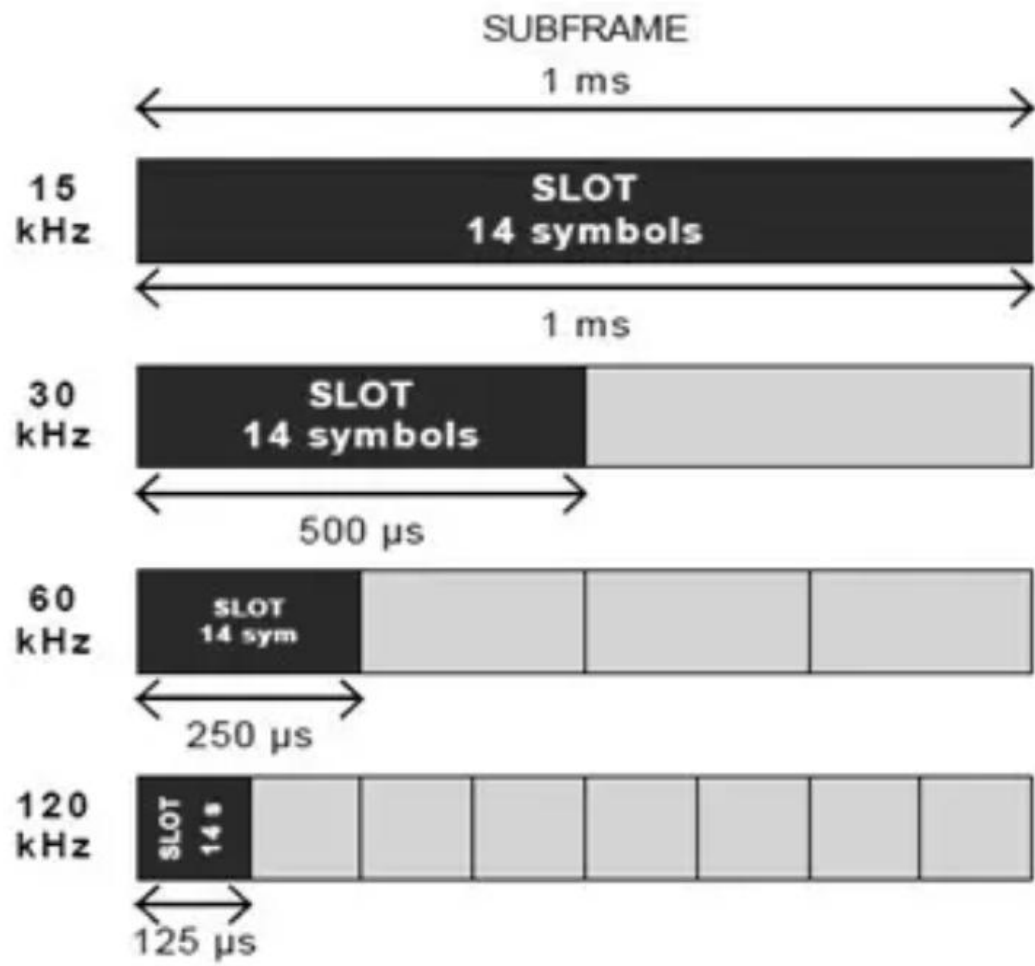 SUBFRAME
1 ms
15
kHz
SLOT
14 symbols
1 ms
30
kHz
SLOT
14 symbols
500 µs
60
kHz
SLOT
14 sym
250 µs
120
kHz
SLOT
14 s
125 µs